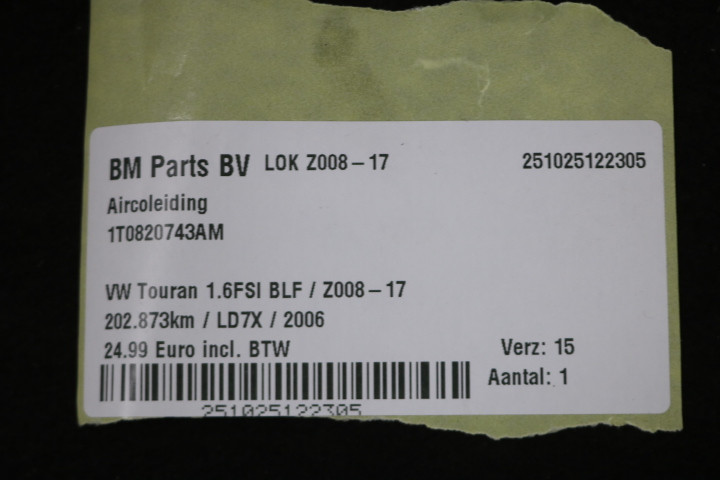 BM Parts BV LOK Z008-17 251025122305
Aircoleiding
1T0820743AM
VW Touran 1.6FSI BLF / Z008-17
202.873km / LD7X / 2006
24.99 Euro incl. BTW Verz: 15
Aantal: 1
251025122305